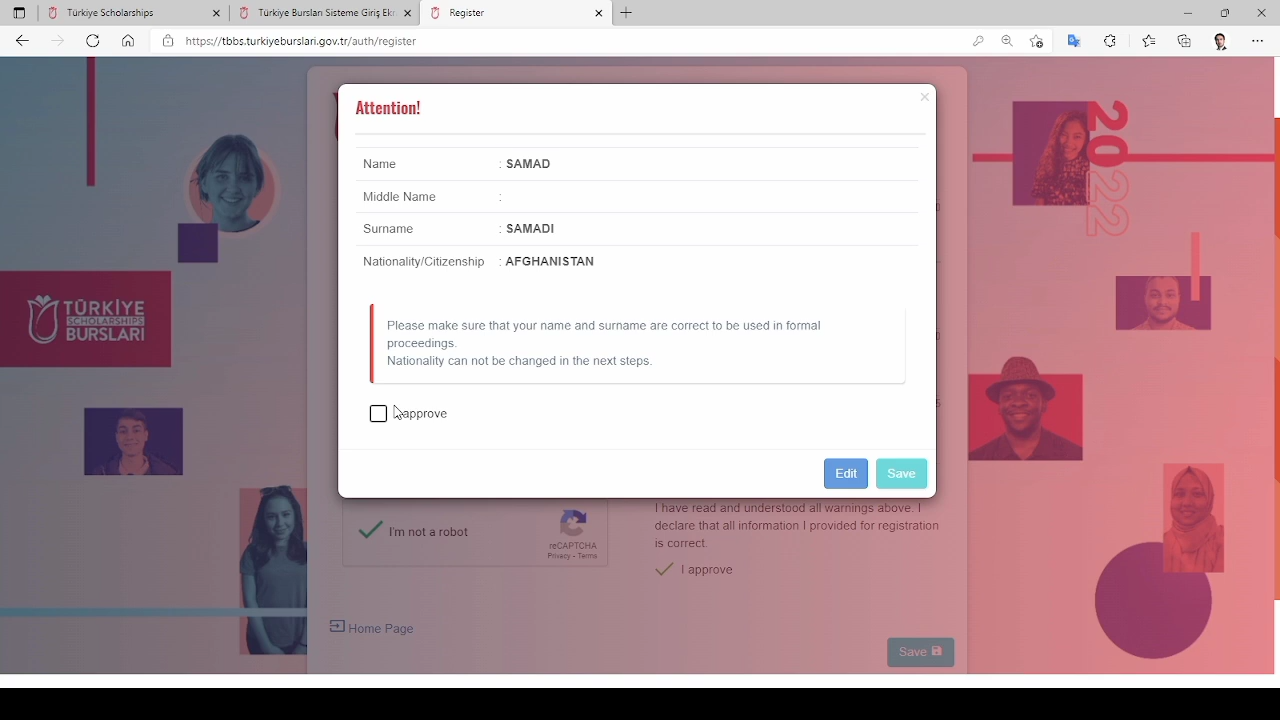 Türkiye Scholarships
Türkiye Bursları Sisteme Giriş Ekr
Register
https://tbbs.turkiyeburslari.gov.tr/auth/register
Attention!
Name : SAMAD
Middle Name :
Surname : SAMADI
Nationality/Citizenship : AFGHANISTAN
Please make sure that your name and surname are correct to be used in formal
proceedings.
Nationality can not be changed in the next steps.
I approve
Edit
Save
2022
TÜRKİYE
SCHOLARSHIPS
BURSLARI
I'm not a robot
reCAPTCHA
Privacy - Terms
I have read and understood all warnings above. I
declare that all information I provided for registration
is correct.
I approve
Home Page
Save